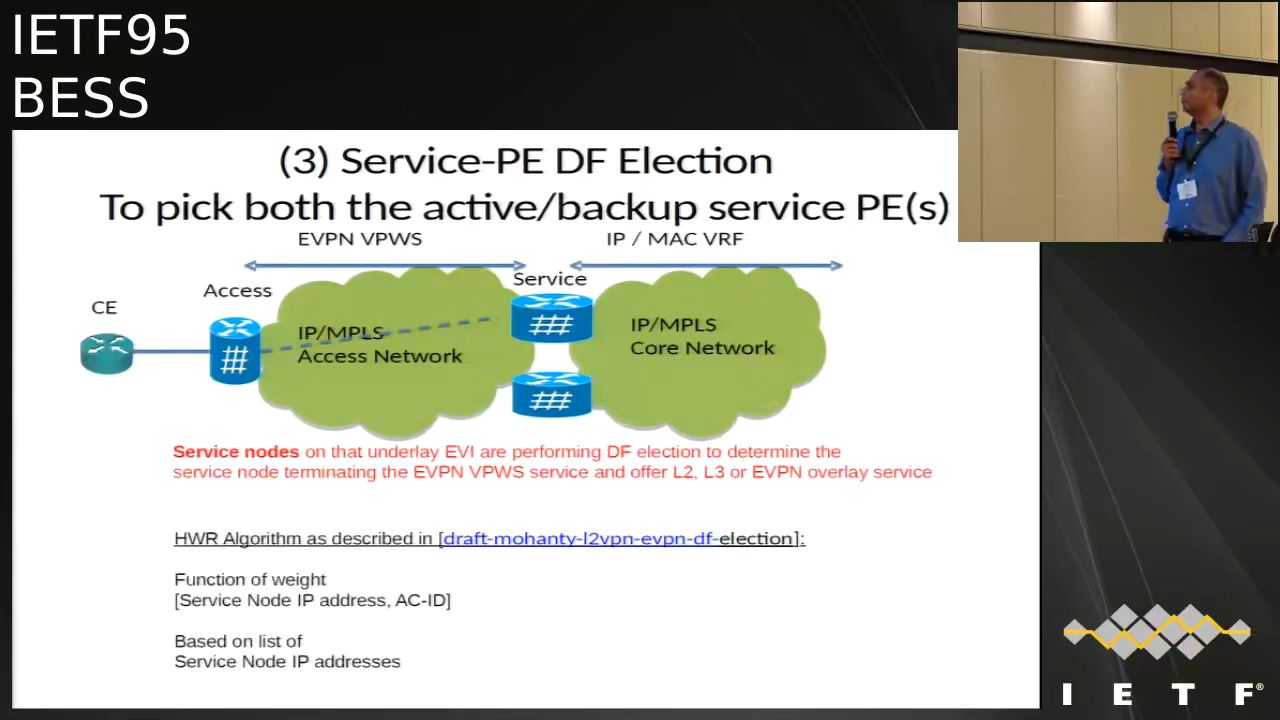 IETF95
BESS
(3) Service-PE DF Election
To pick both the active/backup service PE(s)
EVPN VPWS
IP / MAC VRF
Service
Access
CE
IP/MPLS
Access Network
IP/MPLS
Core Network
Service nodes on that underlay EVI are performing DF election to determine the
service node terminating the EVPN VPWS service and offer L2, L3 or EVPN overlay service
HWR Algorithm as described in [draft-mohanty-l2vpn-evpn-df-election]:
Function of weight
[Service Node IP address, AC-ID]
Based on list of
Service Node IP addresses
I E T F®